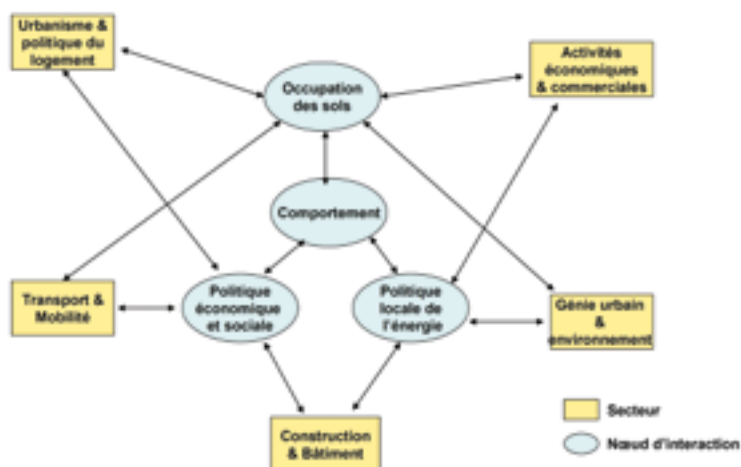 Urbanisme &
politique du
logement
Activités
économiques
& commerciales
Occupation
des sols
Comportement
Transport &
Mobilité
Politique
économique
et sociale
Politique
locale de
l'énergie
Génie urbain
&
environnement
Construction
& Bâtiment
Secteur
Nœud d'interaction